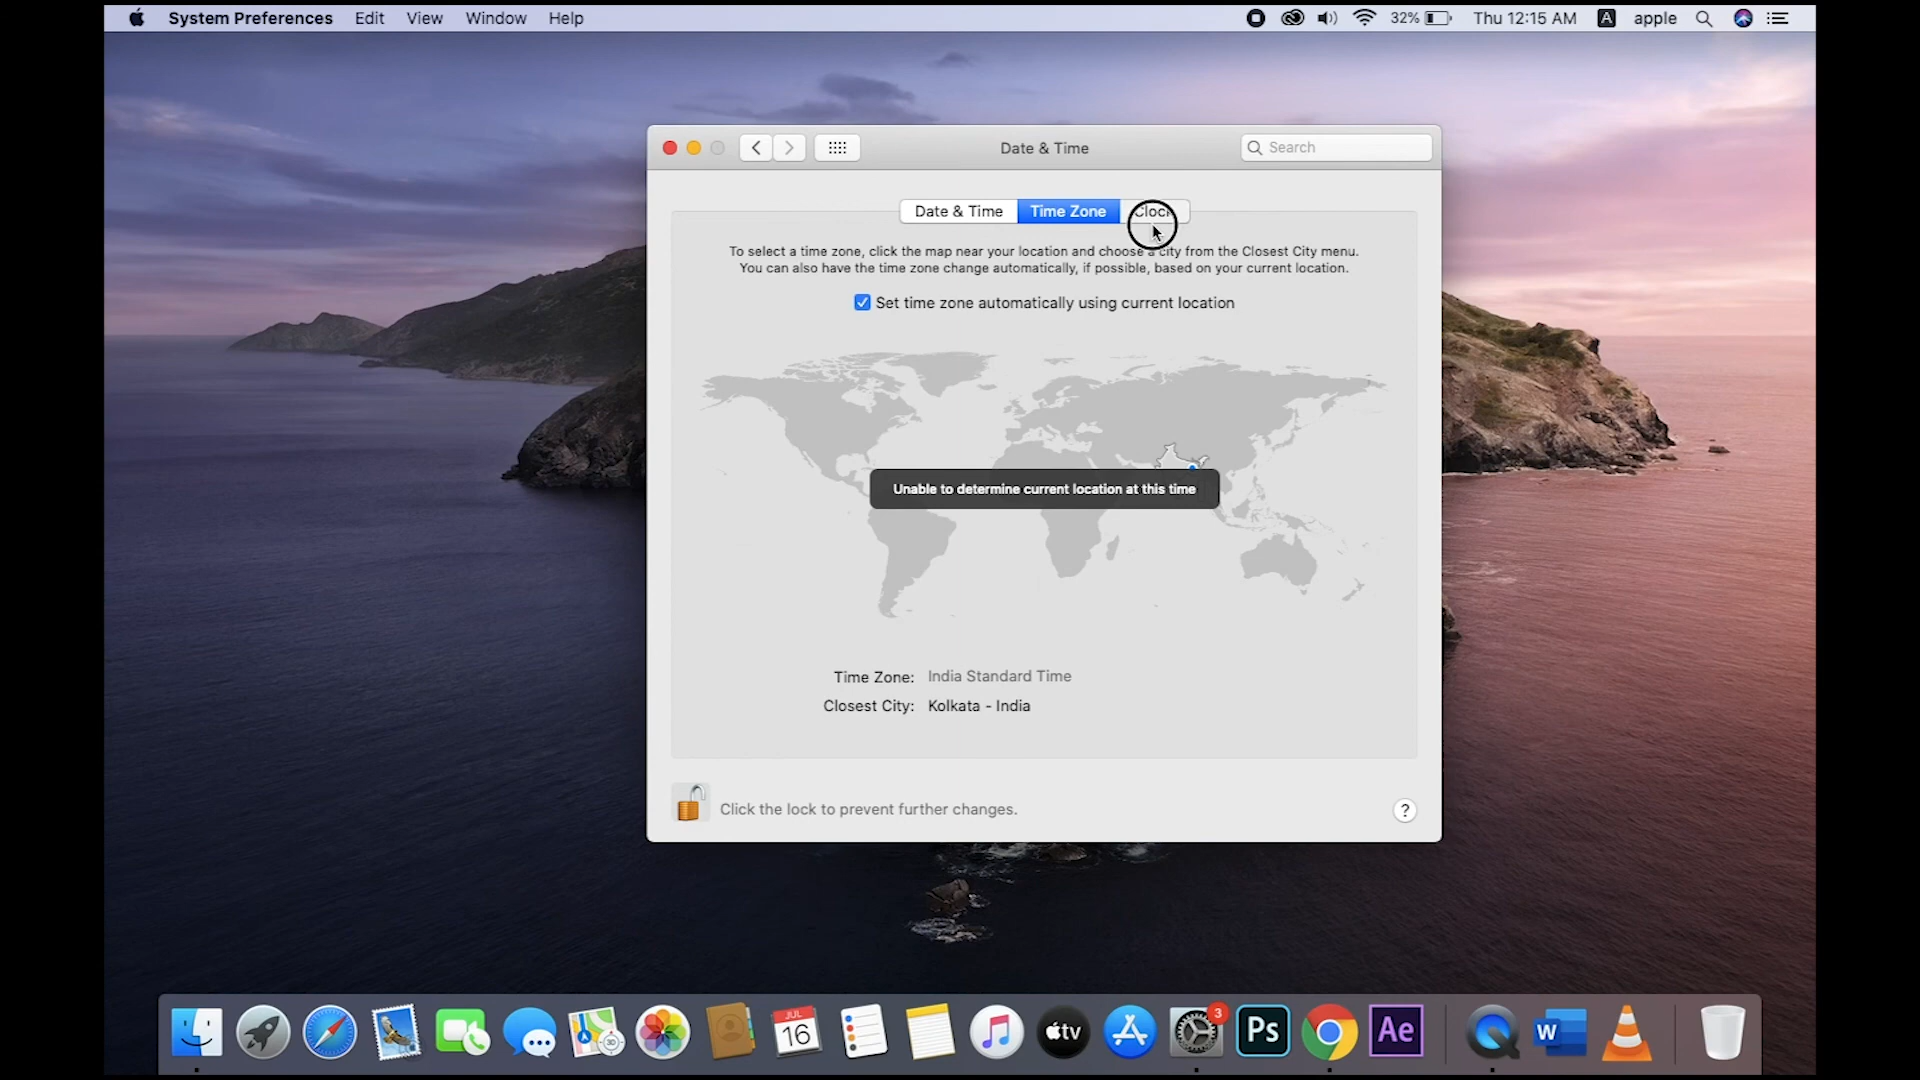 System Preferences Edit View Window Help 32% Thu 12:15 AM A apple
Date & Time
Search
Date & Time Time Zone Clock
To select a time zone, click the map near your location and choose a city from the Closest City menu.
You can also have the time zone change automatically, if possible, based on your current location.
Set time zone automatically using current location
Unable to determine current location at this time
Time Zone: India Standard Time
Closest City: Kolkata - India
Click the lock to prevent further changes.
?
JUL
16
30
tv
3
Ps
Ae
W